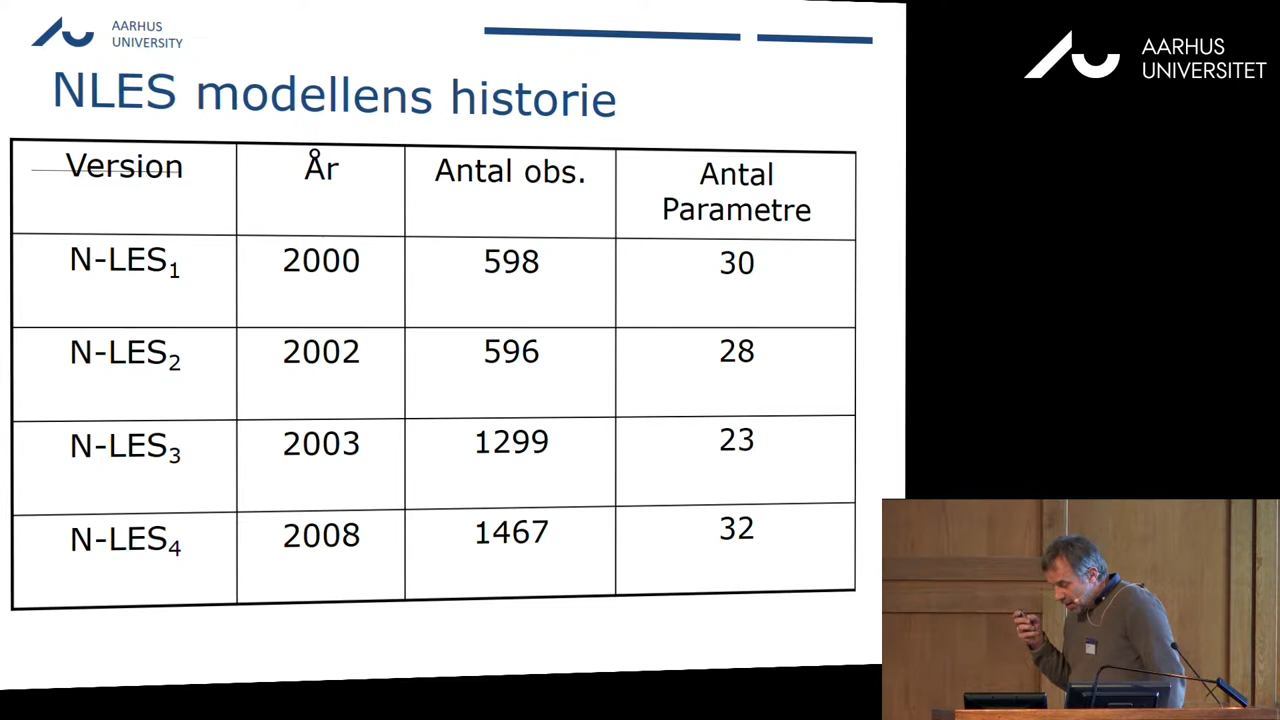 AARHUS
UNIVERSITY
AARHUS
UNIVERSITET
NLES modellens historie
Version År Antal obs. Antal
Parametre
N-LES₁ 2000 598 30
N-LES₂ 2002 596 28
N-LES₃ 2003 1299 23
N-LES₄ 2008 1467 32